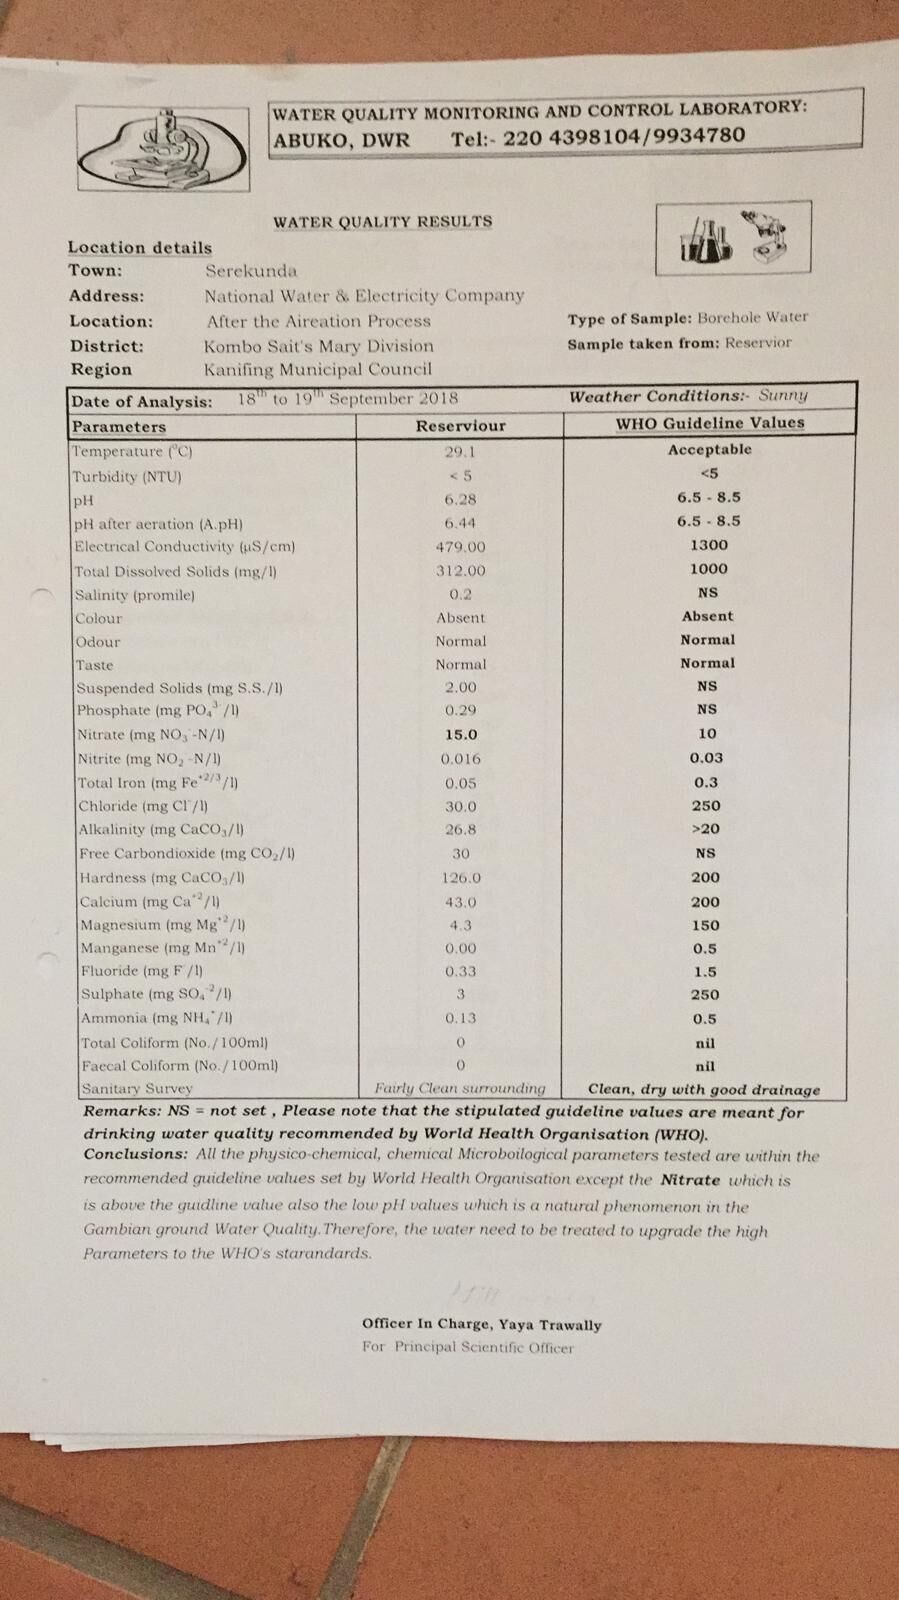 WATER QUALITY MONITORING AND CONTROL LABORATORY:
ABUKO, DWR Tel:- 220 4398104/9934780
WATER QUALITY RESULTS
Location details
Town: Serekunda
Address: National Water & Electricity Company
Location: After the Aireation Process Type of Sample: Borehole Water
District: Kombo Sait's Mary Division Sample taken from: Reservior
Region Kanifing Municipal Council
Date of Analysis: 18th to 19th September 2018 Weather Conditions:- Sunny
Parameters Reserviour WHO Guideline Values
Temperature (°C) 29.1 Acceptable
Turbidity (NTU) < 5 <5
pH 6.28 6.5 - 8.5
pH after aeration (A.pH) 6.44 6.5 - 8.5
Electrical Conductivity (µS/cm) 479.00 1300
Total Dissolved Solids (mg/l) 312.00 1000
Salinity (promile) 0.2 NS
Colour Absent Absent
Odour Normal Normal
Taste Normal Normal
Suspended Solids (mg S.S./l) 2.00 NS
Phosphate (mg PO₄³⁻/l) 0.29 NS
Nitrate (mg NO₃⁻-N/l) 15.0 10
Nitrite (mg NO₂⁻-N/l) 0.016 0.03
Total Iron (mg Fe⁺²/³/l) 0.05 0.3
Chloride (mg Cl⁻/l) 30.0 250
Alkalinity (mg CaCO₃/l) 26.8 >20
Free Carbondioxide (mg CO₂/l) 30 NS
Hardness (mg CaCO₃/l) 126.0 200
Calcium (mg Ca⁺²/l) 43.0 200
Magnesium (mg Mg⁺²/l) 4.3 150
Manganese (mg Mn⁺²/l) 0.00 0.5
Fluoride (mg F⁻/l) 0.33 1.5
Sulphate (mg SO₄⁻²/l) 3 250
Ammonia (mg NH₄⁺/l) 0.13 0.5
Total Coliform (No./100ml) 0 nil
Faecal Coliform (No./100ml) 0 nil
Sanitary Survey Fairly Clean surrounding Clean, dry with good drainage
Remarks: NS = not set , Please note that the stipulated guideline values are meant for
drinking water quality recommended by World Health Organisation (WHO).
Conclusions: All the physico-chemical, chemical Microboilogical parameters tested are within the
recommended guideline values set by World Health Organisation except the Nitrate which is
is above the guidline value also the low pH values which is a natural phenomenon in the
Gambian ground Water Quality.Therefore, the water need to be treated to upgrade the high
Parameters to the WHO's starandards.
Officer In Charge, Yaya Trawally
For Principal Scientific Officer